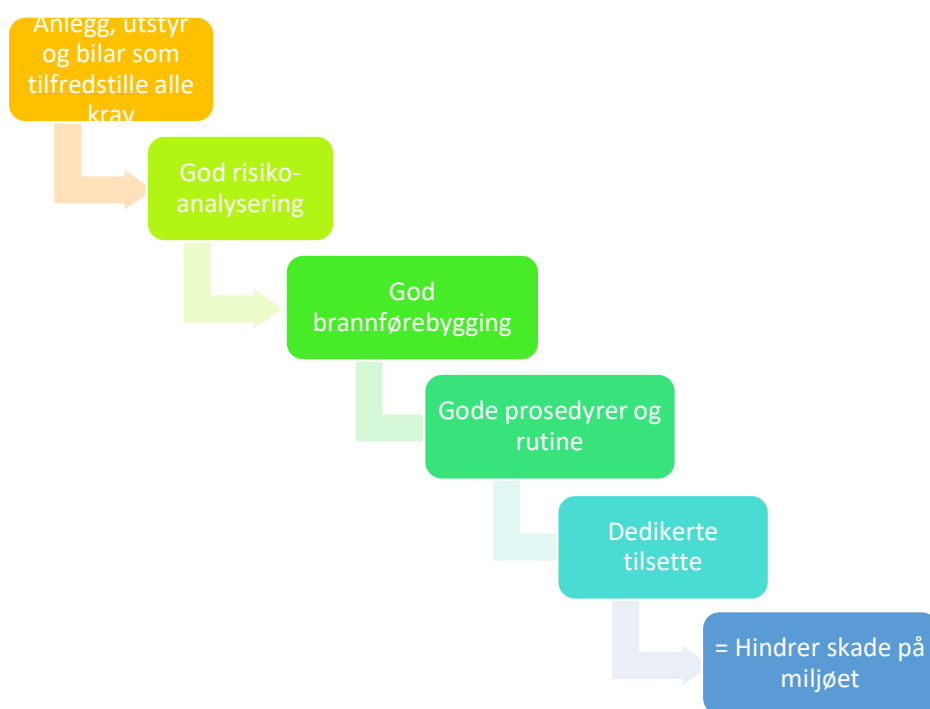 Anlegg, utstyr
og bilar som
tilfredstille alle
krav
God risiko-
analysering
God
brannførebygging
Gode prosedyrer og
rutine
Dedikerte
tilsette
= Hindrer skade på
miljøet